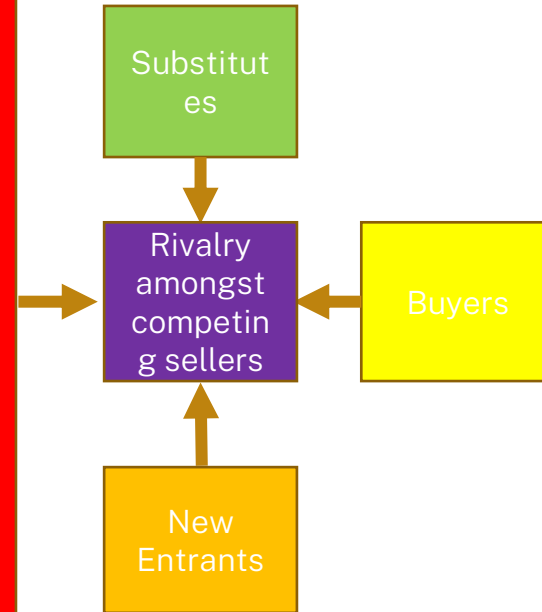 Substitut
es
Rivalry
amongst
competin
g sellers
Buyers
New
Entrants